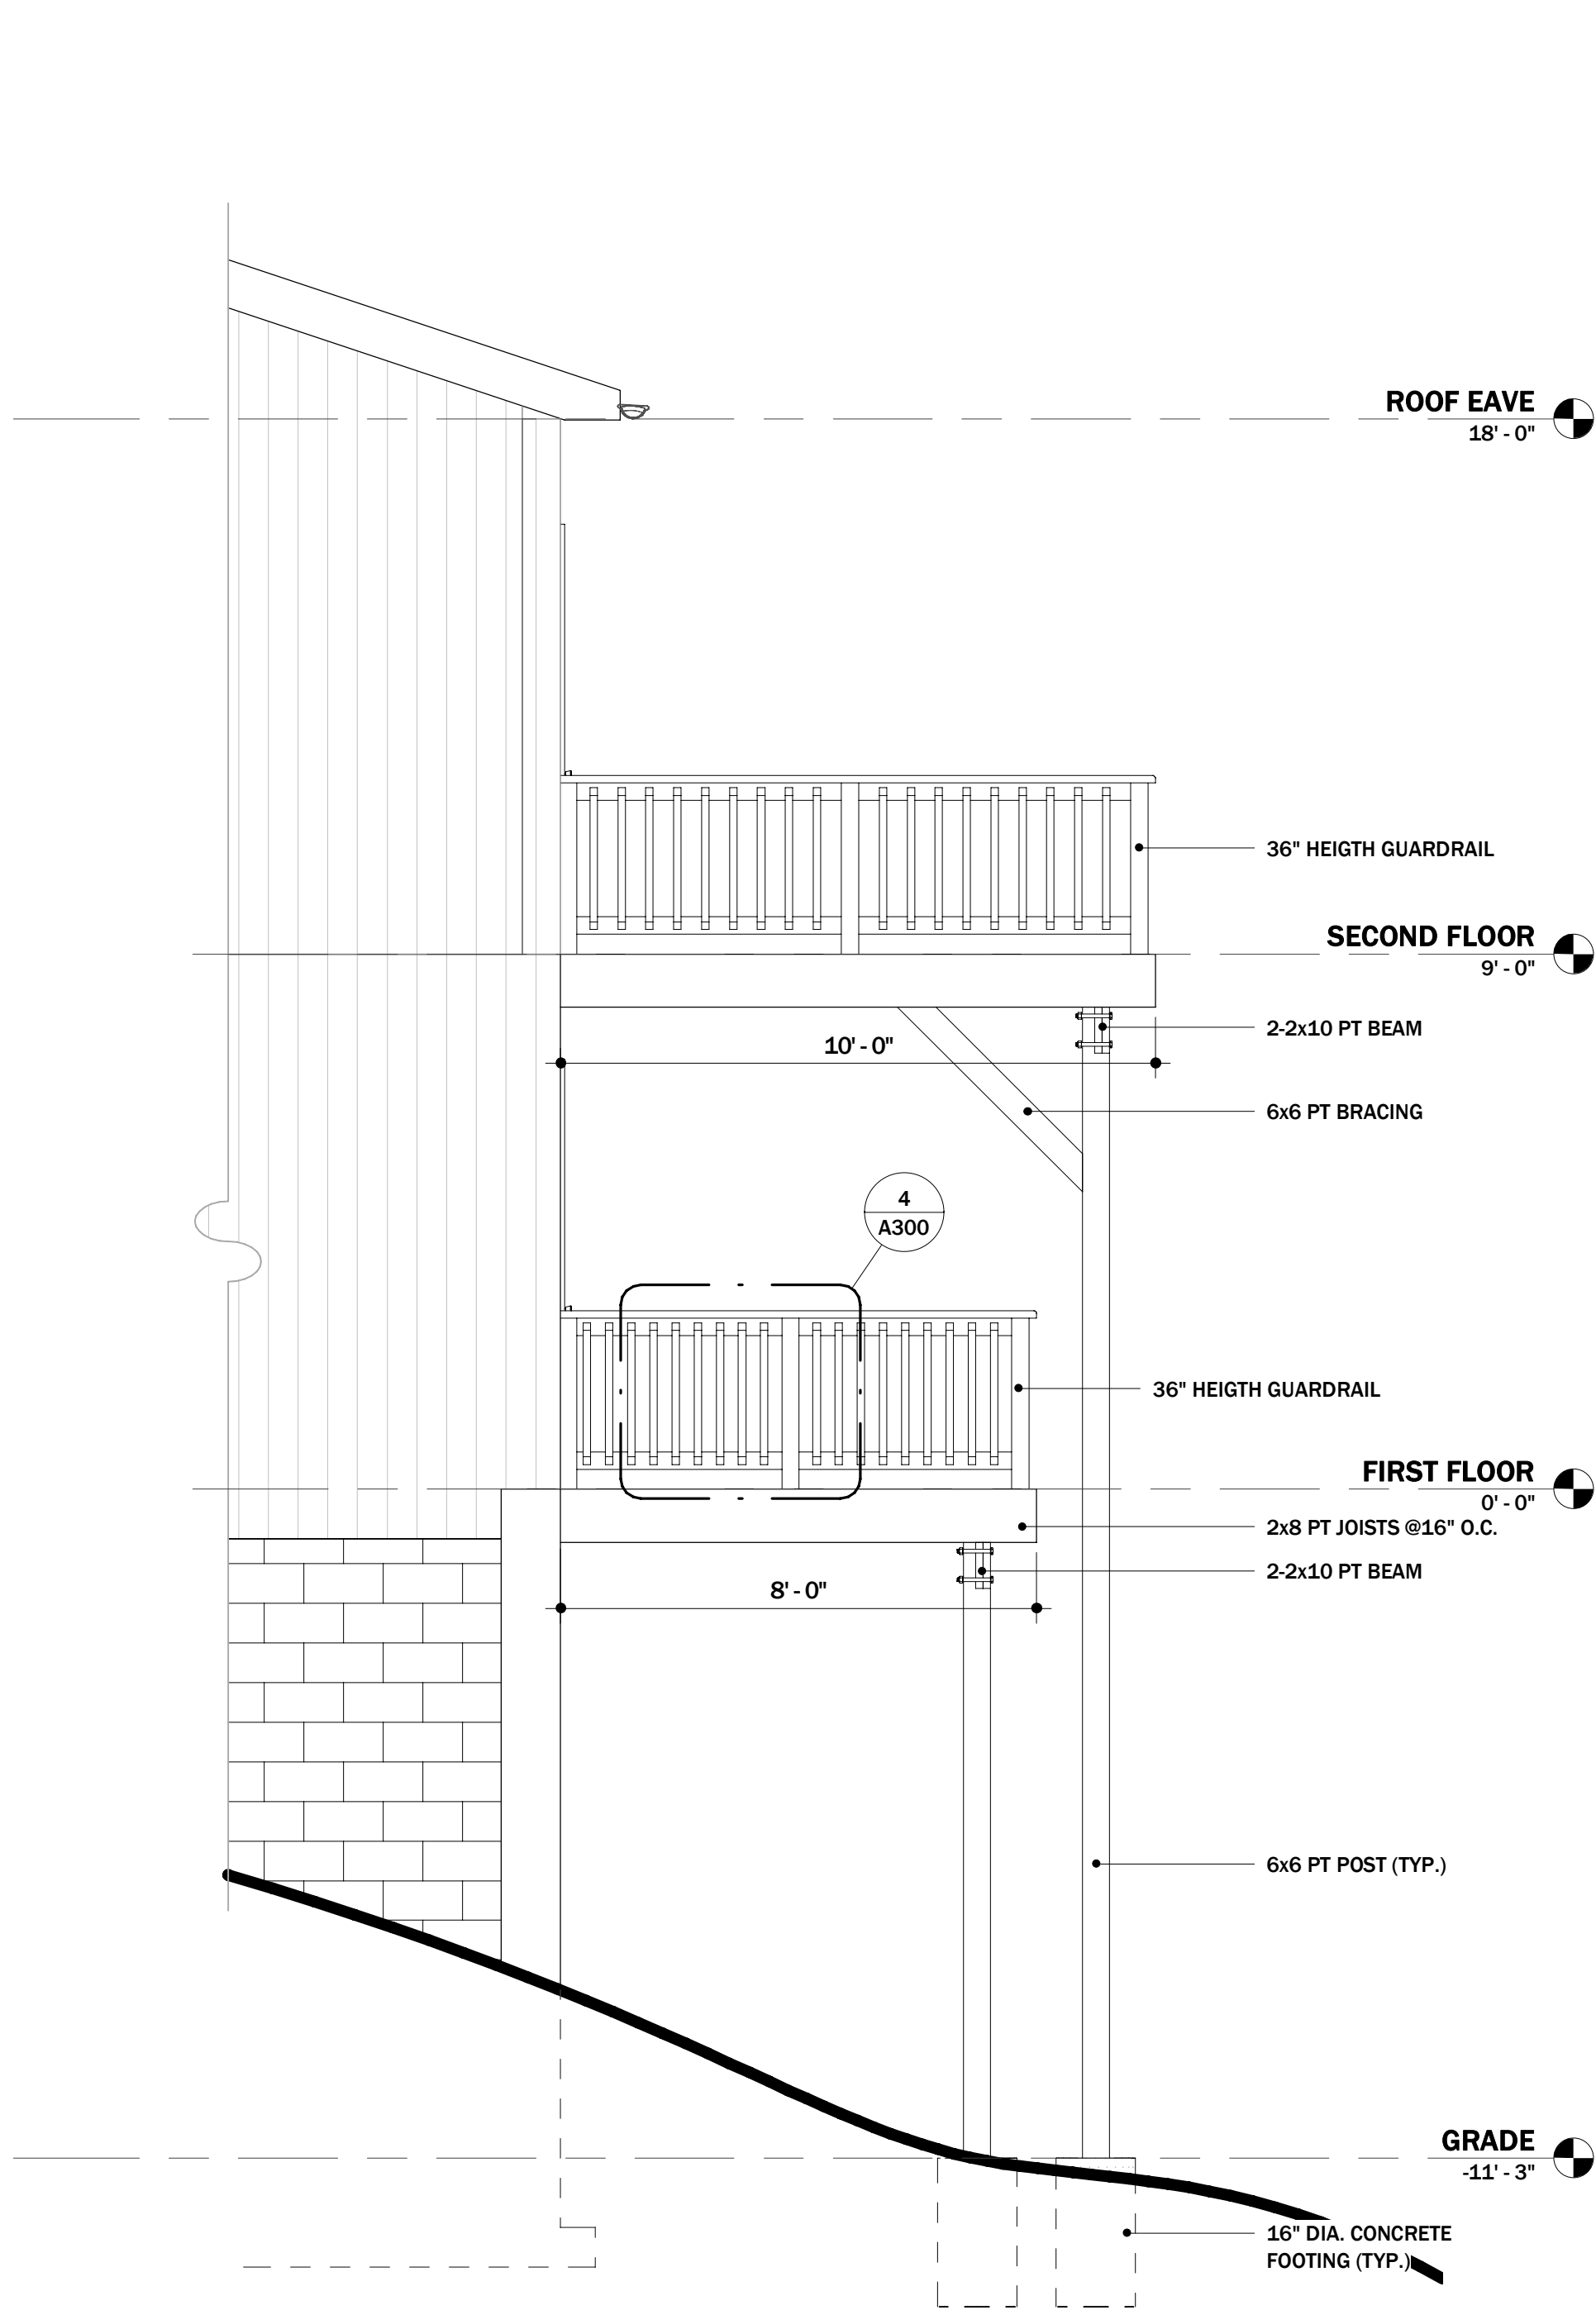 ROOF EAVE
18' - 0"
36" HEIGTH GUARDRAIL
SECOND FLOOR
9' - 0"
2-2x10 PT BEAM
10' - 0"
6x6 PT BRACING
4
A300
36" HEIGTH GUARDRAIL
FIRST FLOOR
0' - 0"
2x8 PT JOISTS @16" O.C.
2-2x10 PT BEAM
8' - 0"
6x6 PT POST (TYP.)
GRADE
-11' - 3"
16" DIA. CONCRETE
FOOTING (TYP.)